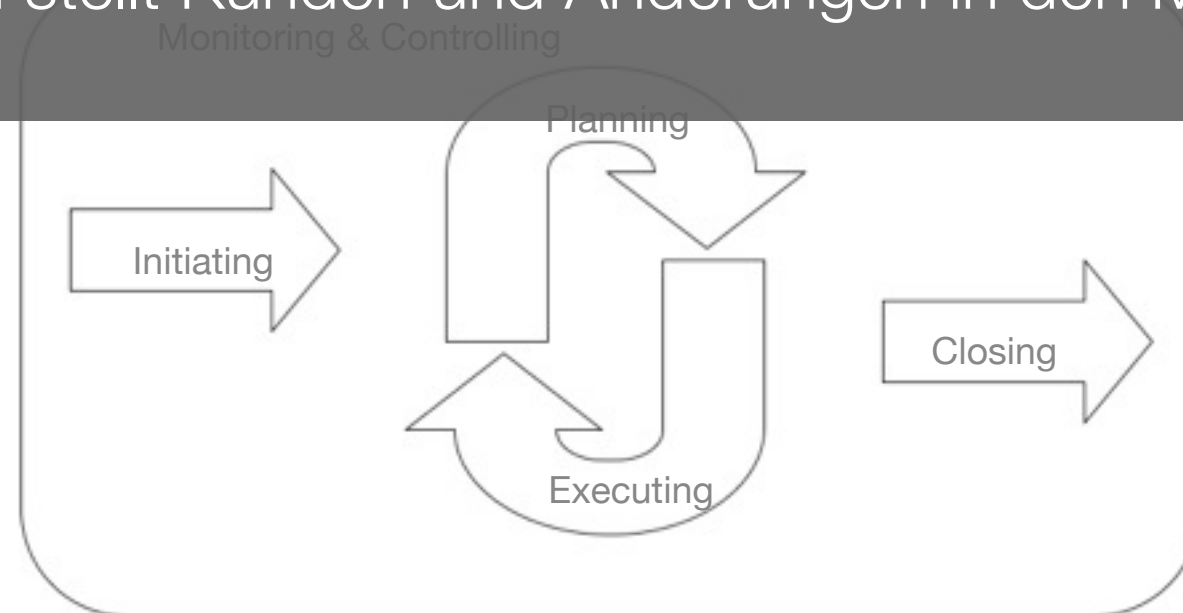 stellt Kunden und Änderungen in den
Monitoring & Controlling
Planning
Initiating
Closing
Executing